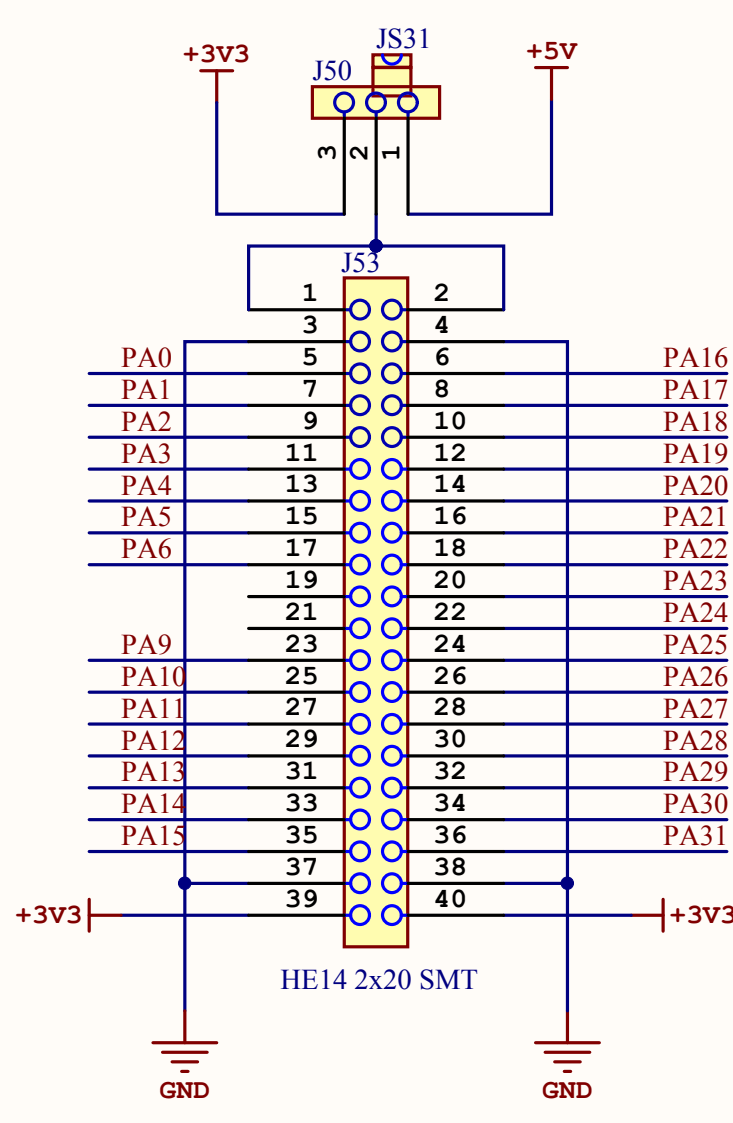 JS31
+3V3
+5V
J50
3 2 1
J53
1 2
3 4
PA0 5 6 PA16
PA1 7 8 PA17
PA2 9 10 PA18
PA3 11 12 PA19
PA4 13 14 PA20
PA5 15 16 PA21
PA6 17 18 PA22
19 20 PA23
21 22 PA24
PA9 23 24 PA25
PA10 25 26 PA26
PA11 27 28 PA27
PA12 29 30 PA28
PA13 31 32 PA29
PA14 33 34 PA30
PA15 35 36 PA31
37 38
+3V3 39 40 +3V3
HE14 2x20 SMT
GND GND